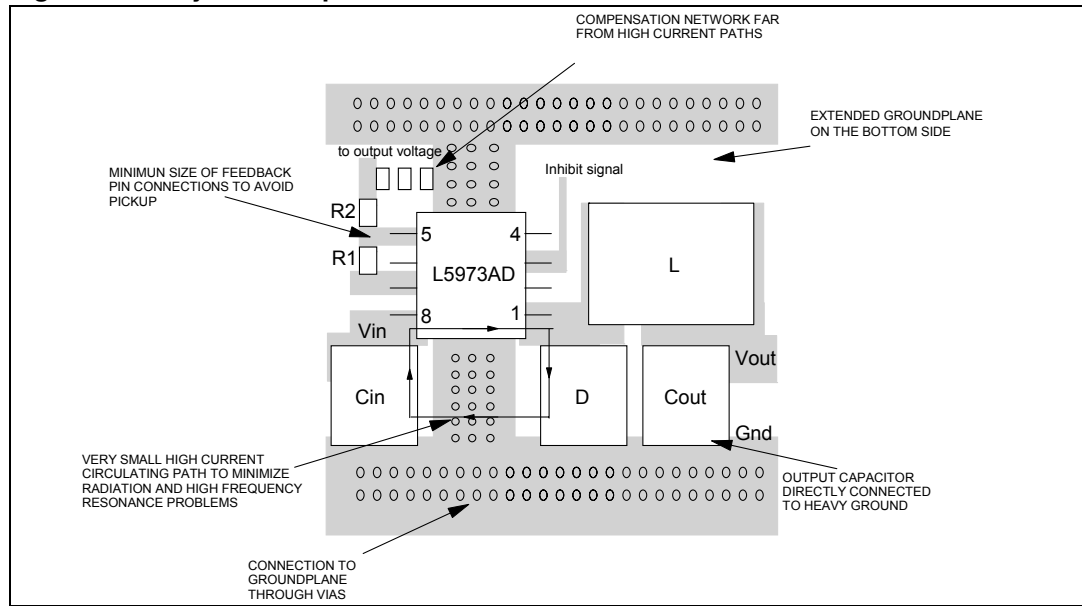 COMPENSATION NETWORK FAR
FROM HIGH CURRENT PATHS
EXTENDED GROUNDPLANE
ON THE BOTTOM SIDE
to output voltage
MINIMUN SIZE OF FEEDBACK
PIN CONNECTIONS TO AVOID
PICKUP
Inhibit signal
R2
5
4
R1
L5973AD
L
8
1
Vin
Vout
Cin
D
Cout
Gnd
VERY SMALL HIGH CURRENT
CIRCULATING PATH TO MINIMIZE
RADIATION AND HIGH FREQUENCY
RESONANCE PROBLEMS
OUTPUT CAPACITOR
DIRECTLY CONNECTED
TO HEAVY GROUND
CONNECTION TO
GROUNDPLANE
THROUGH VIAS